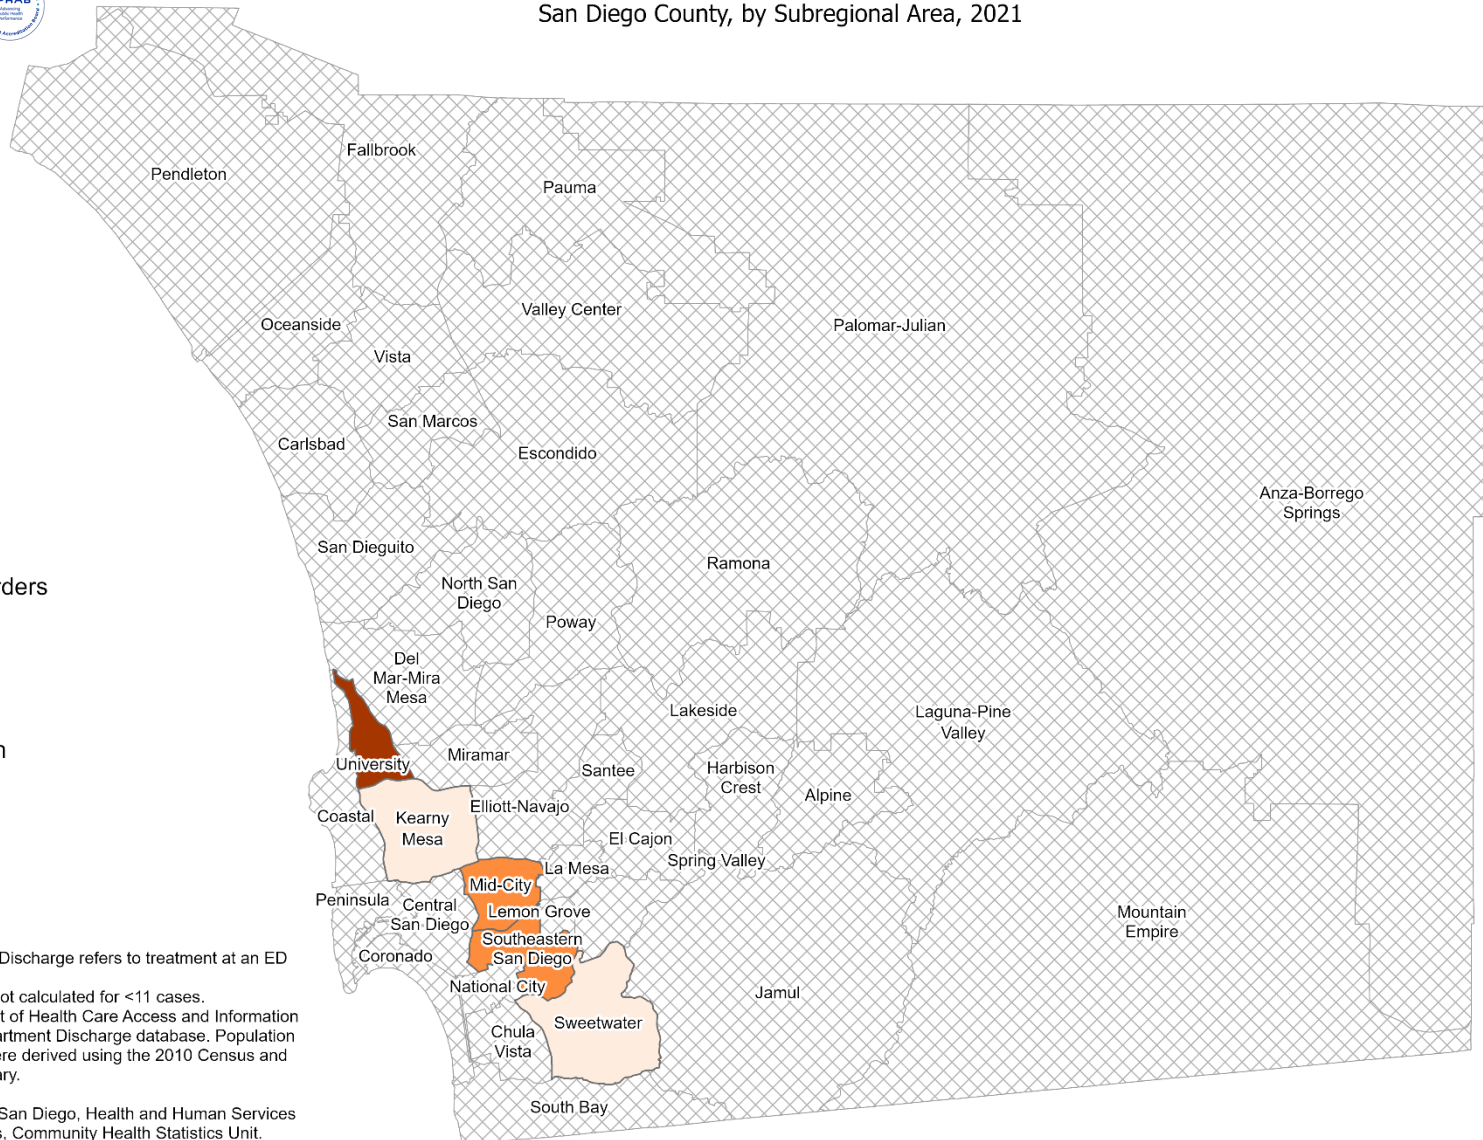 San Diego County, by Subregional Area, 2021
Fallbrook
Pendleton
Pauma
Valley Center
Oceanside
Palomar-Julian
Vista
San Marcos
Carlsbad
Escondido
Anza-Borrego
Springs
San Dieguito
Ramona
North San
Diego
Poway
Del
Mar-Mira
Mesa
Lakeside
Laguna-Pine
Valley
Miramar
University
Santee
Harbison
Crest
Alpine
Elliott-Navajo
Coastal
Kearny
Mesa
El Cajon
Spring Valley
La Mesa
Mid-City
Peninsula
Central
San Diego
Lemon Grove
Mountain
Empire
Southeastern
San Diego
Coronado
National City
Jamul
Sweetwater
Chula
Vista
South Bay
rders
n
Discharge refers to treatment at an ED
ot calculated for <11 cases.
t of Health Care Access and Information
artment Discharge database. Population
ere derived using the 2010 Census and
ary.
San Diego, Health and Human Services
s, Community Health Statistics Unit.